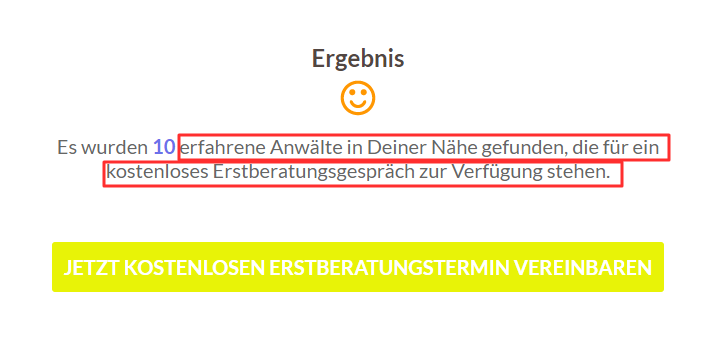 Ergebnis
Es wurden 10 erfahrene Anwälte in Deiner Nähe gefunden, die für ein
kostenloses Erstberatungsgespräch zur Verfügung stehen.
JETZT KOSTENLOSEN ERSTBERATUNGSTERMIN VEREINBAREN